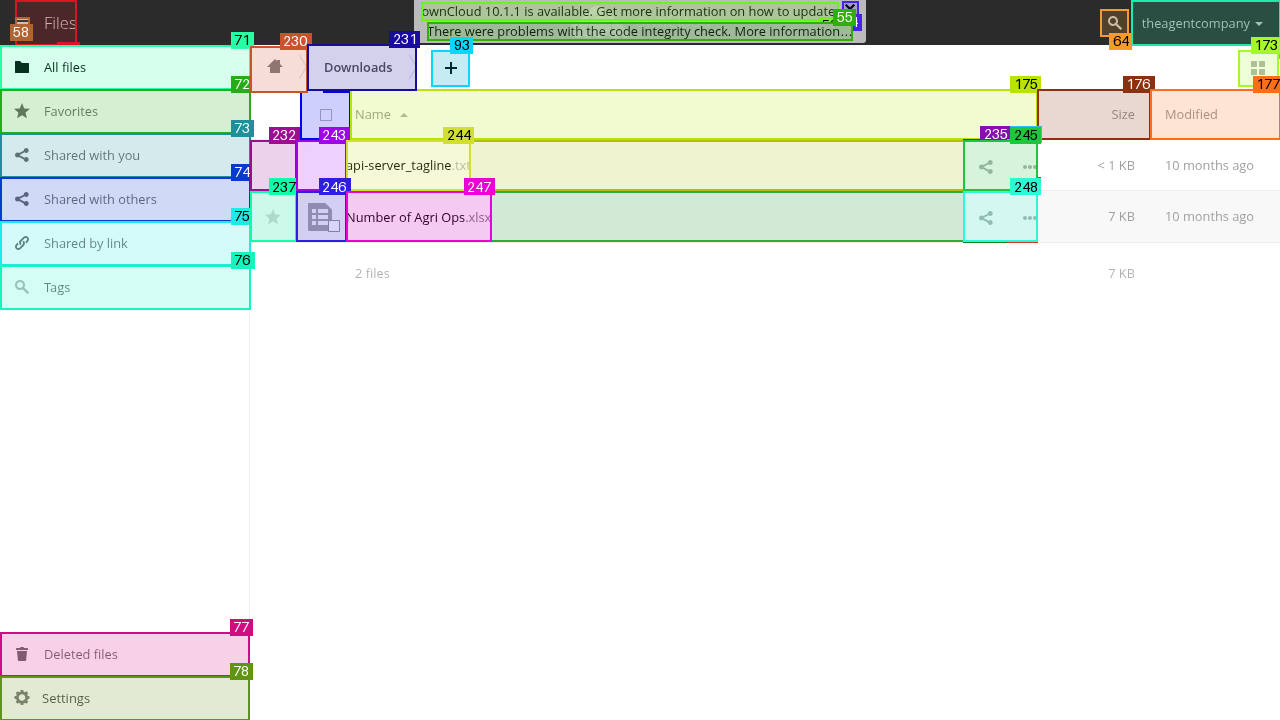 ownCloud 10.1.1 is available. Get more information on how to update
There were problems with the code integrity check. More information…
Files
theagentcompany
58
55
64
71
230
231
93
173
All files
Downloads
+
72
175
176
177
Favorites
Name
Size
Modified
73
232
243
244
235
245
Shared with you
api-server_tagline.txt
< 1 KB
10 months ago
74
237
246
247
248
Shared with others
Number of Agri Ops.xlsx
7 KB
10 months ago
75
Shared by link
76
Tags
2 files
7 KB
77
Deleted files
78
Settings